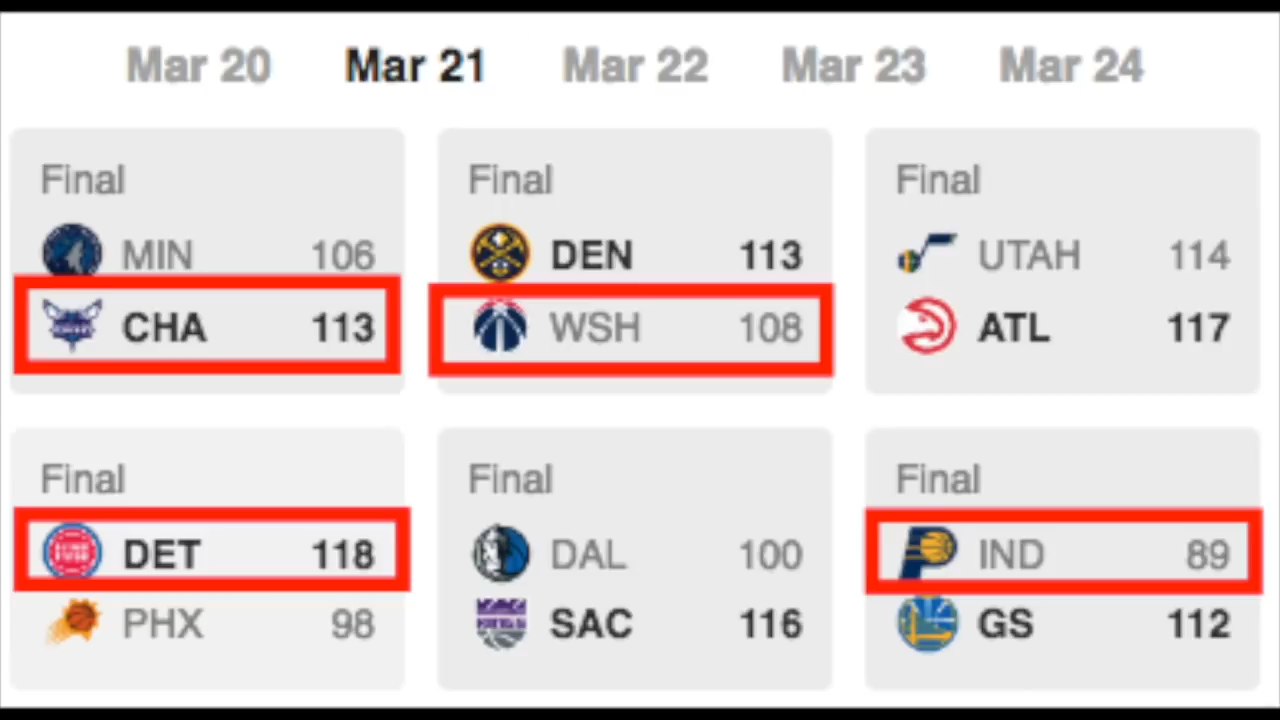 Mar 20 Mar 21 Mar 22 Mar 23 Mar 24
Final
MIN 106
CHA 113
Final
DEN 113
WSH 108
Final
UTAH 114
ATL 117
Final
DET 118
PHX 98
Final
DAL 100
SAC 116
Final
IND 89
GS 112